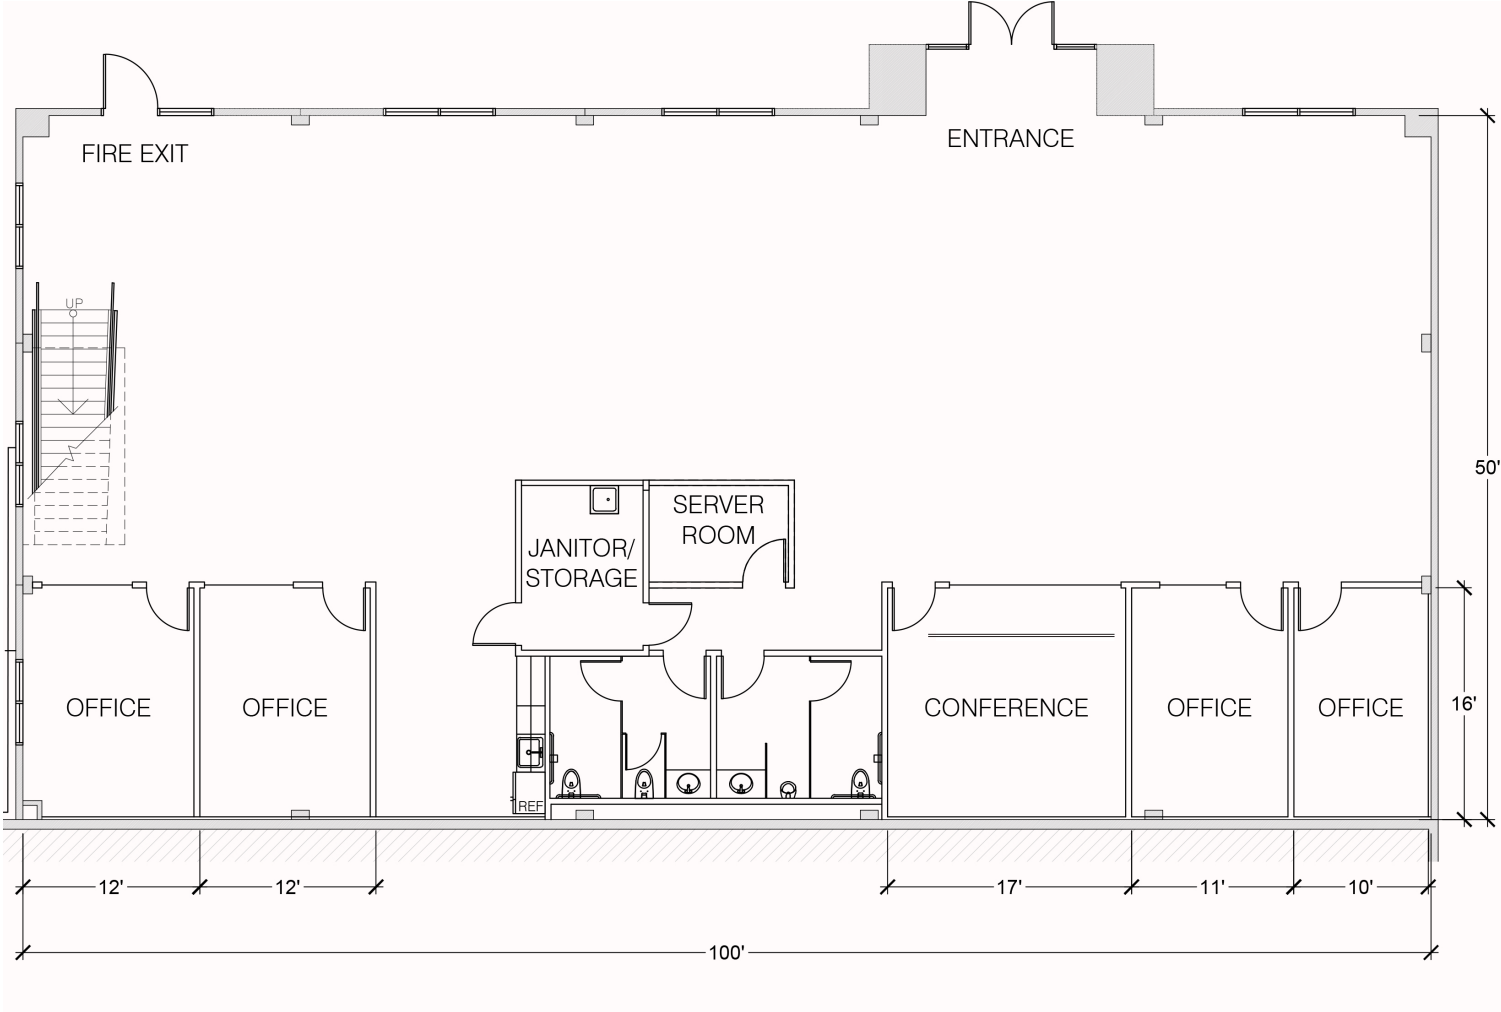 ENTRANCE
FIRE EXIT
UP
50'
SERVER
ROOM
JANITOR/
STORAGE
OFFICE
OFFICE
CONFERENCE
OFFICE
OFFICE
16'
REF
12'
12'
17'
11'
10'
100'